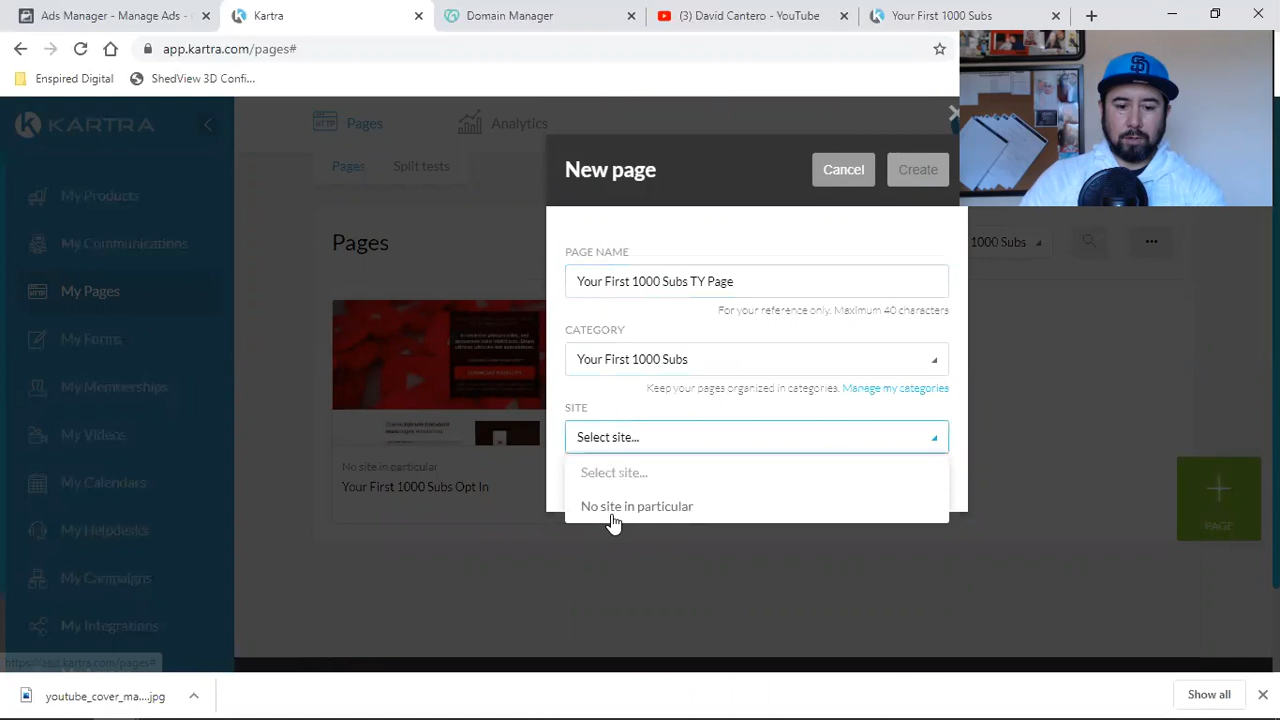 Ads Manager - Manage Ads - C
Kartra
Domain Manager
(3) David Cantero - YouTube
Your First 1000 Subs
app.kartra.com/pages#
Enspired Digital
ShedView 3D Confi...
KARTRA
Pages
Analytics
Pages
Split tests
My Products
My Communications
My Pages
My Forms
My Memberships
My Videos
My Calendars
My Helpdesks
My Campaigns
My Integrations
Pages
1000 Subs
...
No site in particular
Your First 1000 Subs Opt In
New page
Cancel
Create
PAGE NAME
Your First 1000 Subs TY Page
For your reference only. Maximum 40 characters
CATEGORY
Your First 1000 Subs
Keep your pages organized in categories. Manage my categories
SITE
Select site...
Select site...
No site in particular
+
PAGE
https://app.kartra.com/pages#
youtube_cover_ma....jpg
Show all